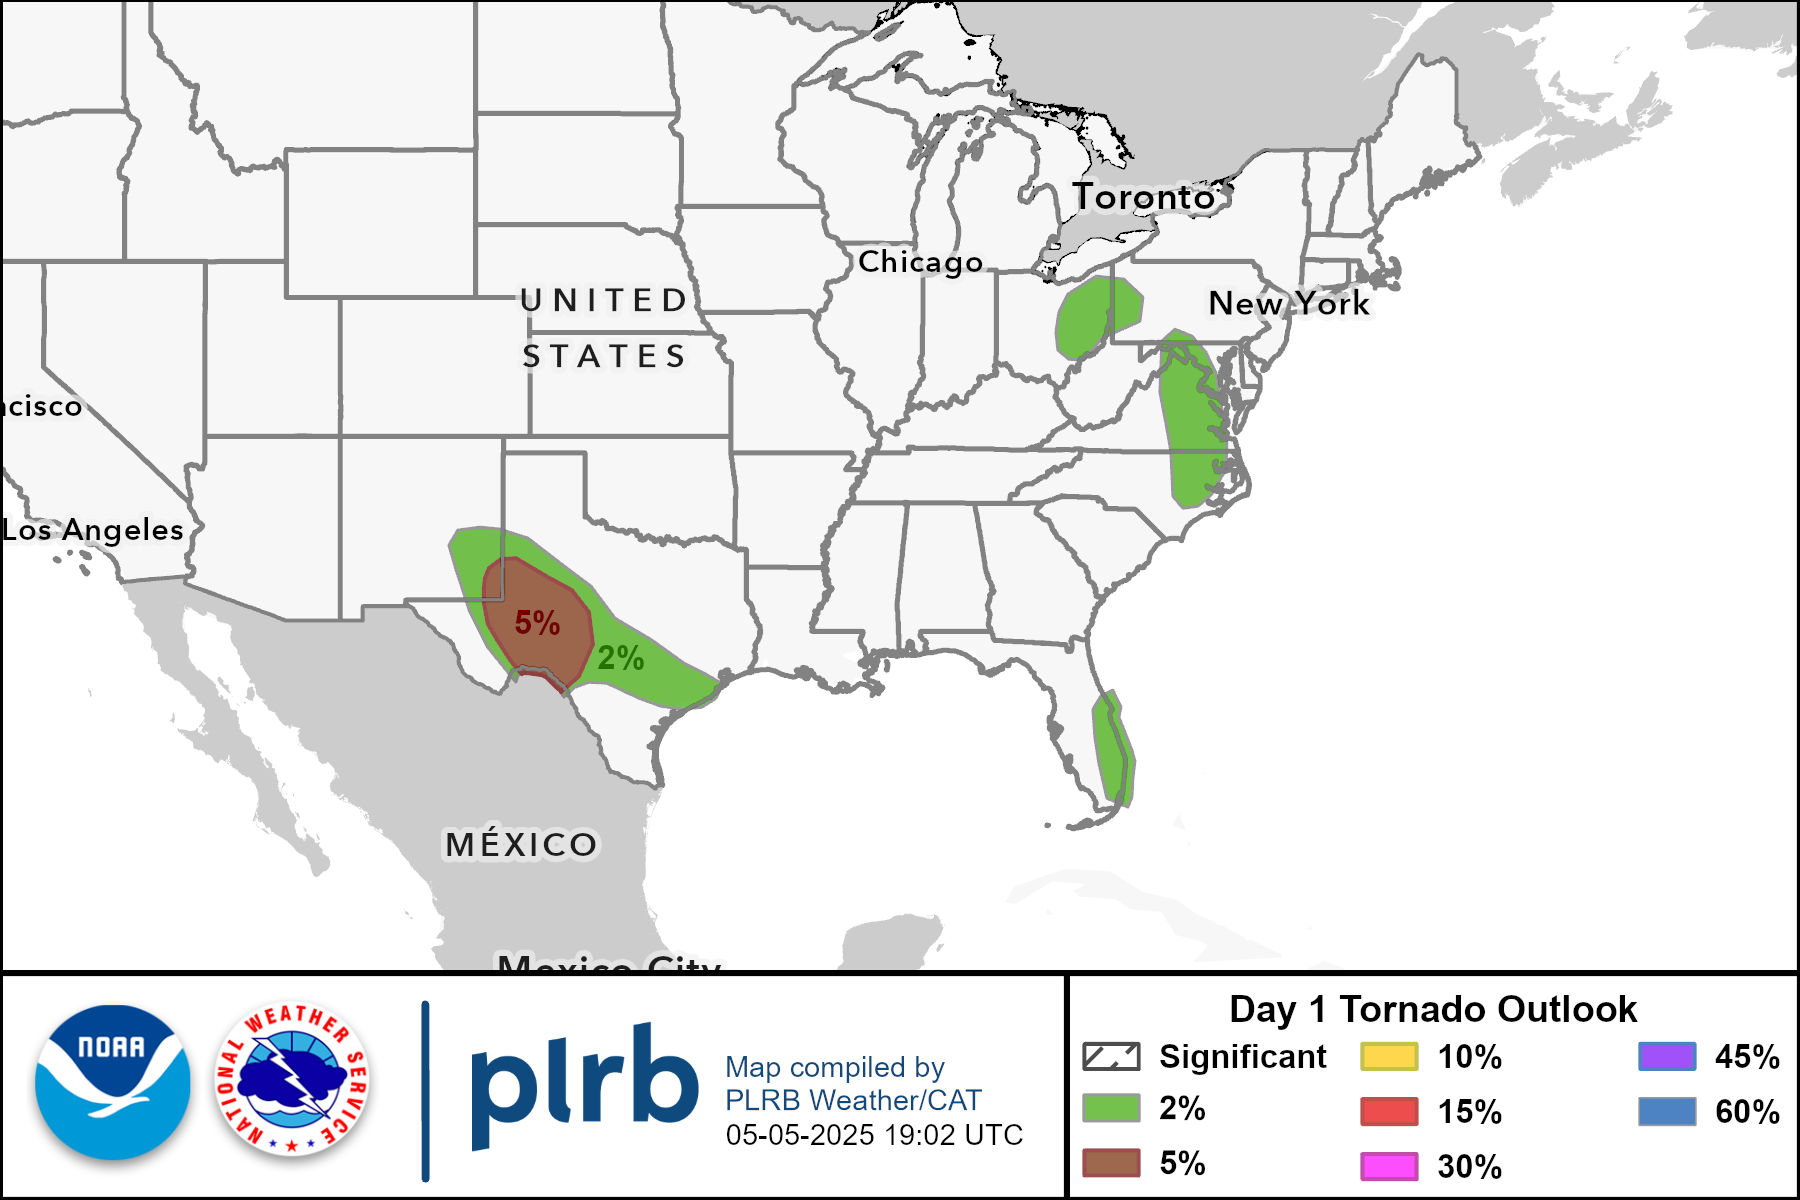 Toronto
Chicago
UNITED
STATES
New York
ncisco
Los Angeles
5%
2%
MÉXICO
Mexico City
NOAA
NATIONAL WEATHER SERVICE
plrb
Map compiled by
PLRB Weather/CAT
05-05-2025 19:02 UTC
Day 1 Tornado Outlook
Significant
2%
5%
10%
15%
30%
45%
60%